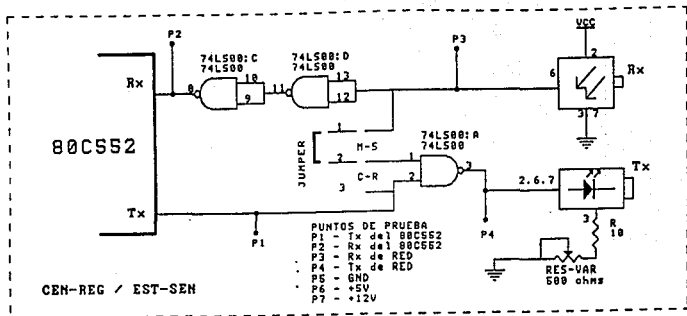 P2
P3
VCC
74LS00:C
74LS00
74LS00:D
74LS00
2
Rx
8
10
9
11
13
12
6
Rx
3 7
80C552
JUMPER
1
M-S
2
C-R
3
74LS00:A
74LS00
1
2
3
2.6.7
Tx
Tx
P1
P4
3
R
10
RES-VAR
500 ohms
PUNTOS DE PRUEBA
P1 - Tx del 80C552
P2 - Rx del 80C552
P3 - Rx de RED
P4 - Tx de RED
P5 - GND
P6 - +5V
P7 - +12V
CEN-REG / EST-SEN